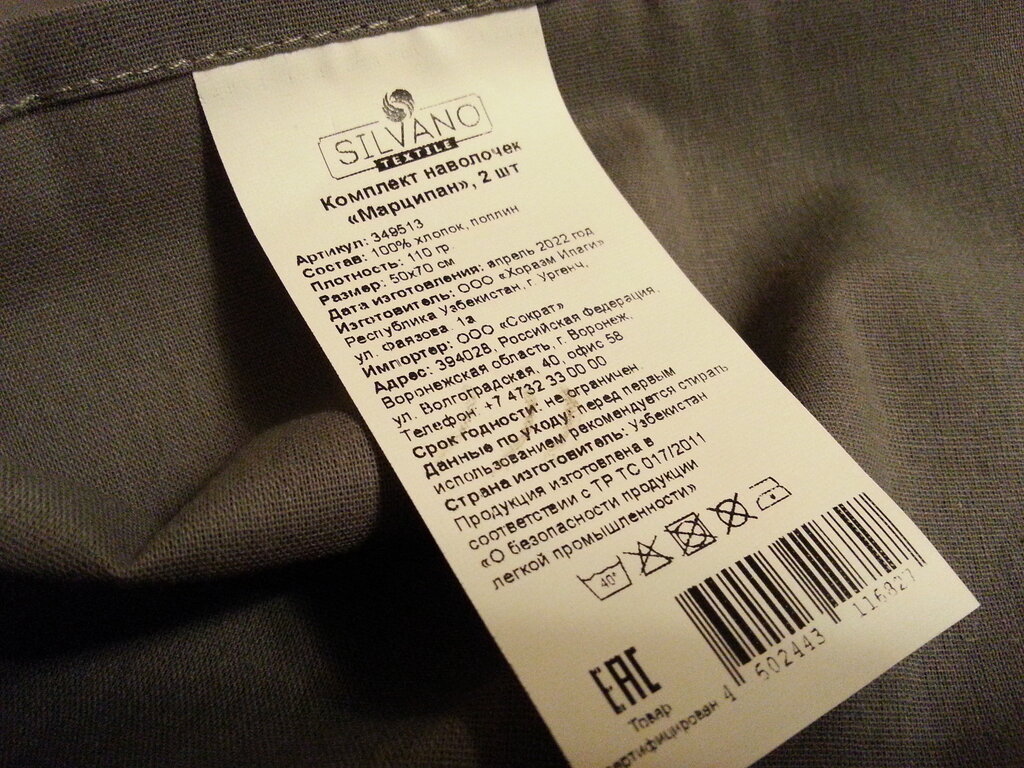 SILVANO
TEXTILE
Комплект наволочек
«Марципан», 2 шт
Артикул: 349513
Состав: 100% хлопок, поплин
Плотность: 110 гр
Размер: 50х70 см
Дата изготовления: апрель 2022 год
Изготовитель: ООО «Хоразм Ипаги»
Республика Узбекистан, г. Ургенч,
ул. Фаязова, 1а
Импортер: ООО «Сократ»
Адрес: 394028, Российская Федерация,
Воронежская область, г. Воронеж,
ул. Волгоградская, 40, офис 58
Телефон: +7 4732 33 00 00
Срок годности: не ограничен
Данные по уходу: перед первым
использованием рекомендуется стирать
Страна изготовитель: Узбекистан
Продукция изготовлена в
соответствии с ТР ТС 017/2011
«О безопасности продукции
легкой промышленности»
40°
4 602443 116827
EAC
Товар
сертифицирован